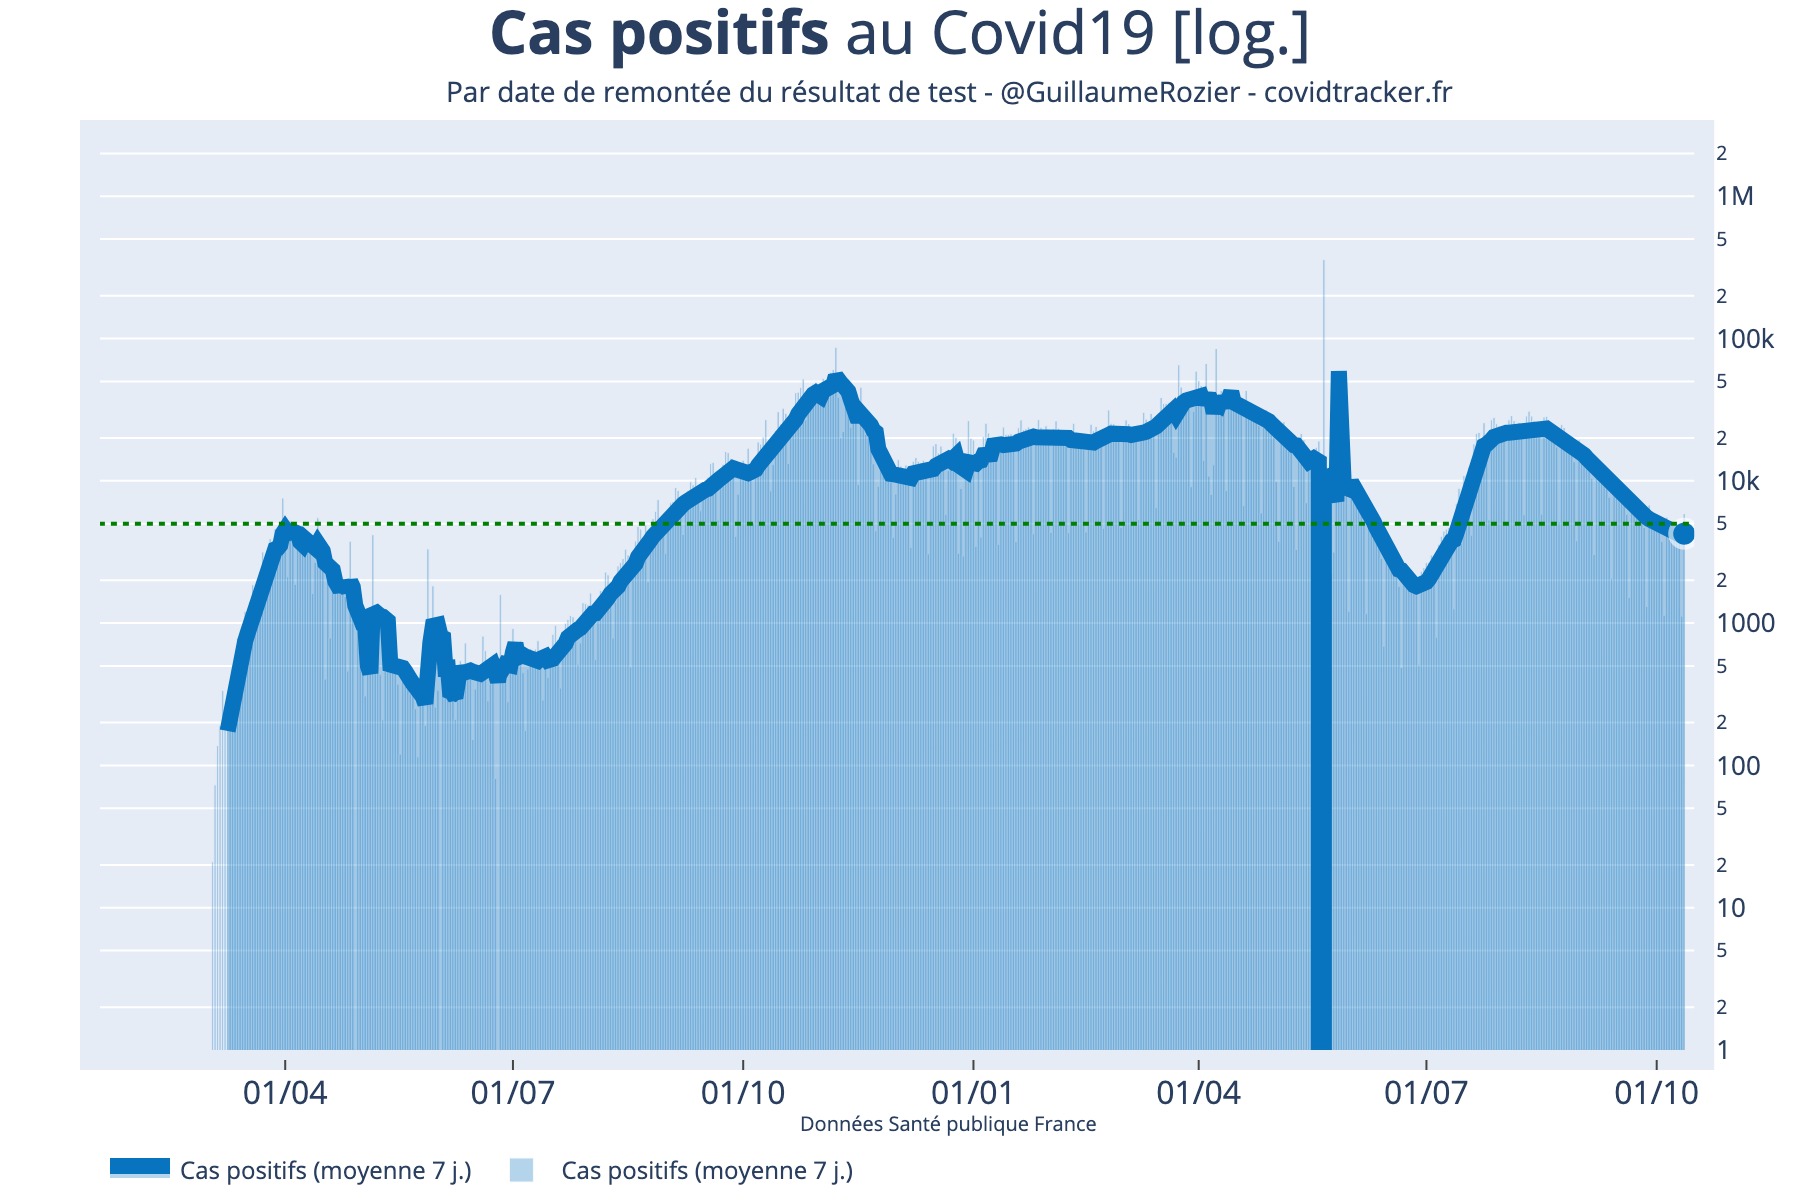 Cas positifs au Covid19 [log.]
Par date de remontée du résultat de test - @GuillaumeRozier - covidtracker.fr
2
1M
5
2
100k
5
2
10k
5
2
1000
5
2
100
5
2
10
5
2
1
01/04 01/07 01/10 01/01 01/04 01/07 01/10
Données Santé publique France
Cas positifs (moyenne 7 j.) Cas positifs (moyenne 7 j.)